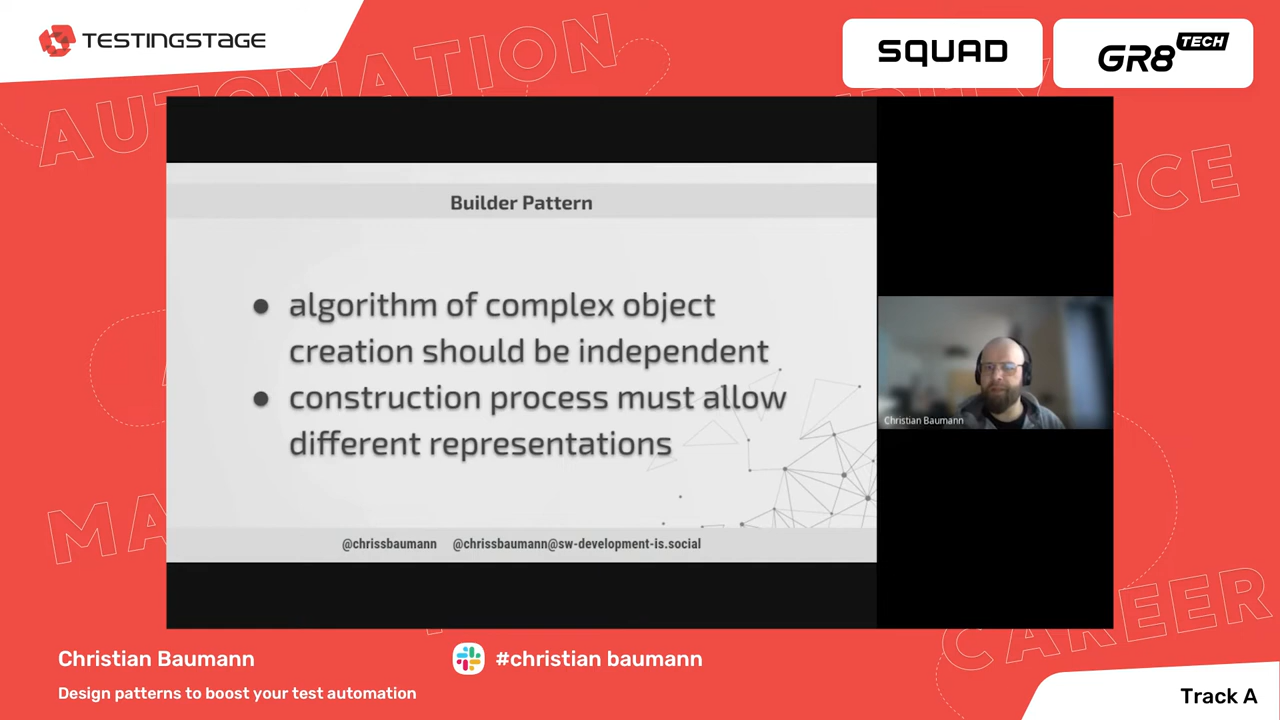 TESTINGSTAGE
SQUAD
GR8 TECH
AUTOMATION
Builder Pattern
● algorithm of complex object
creation should be independent
● construction process must allow
different representations
@chrissbaumann @chrissbaumann@sw-development-is.social
Christian Baumann
CAREER
Christian Baumann
#christian baumann
Design patterns to boost your test automation
Track A